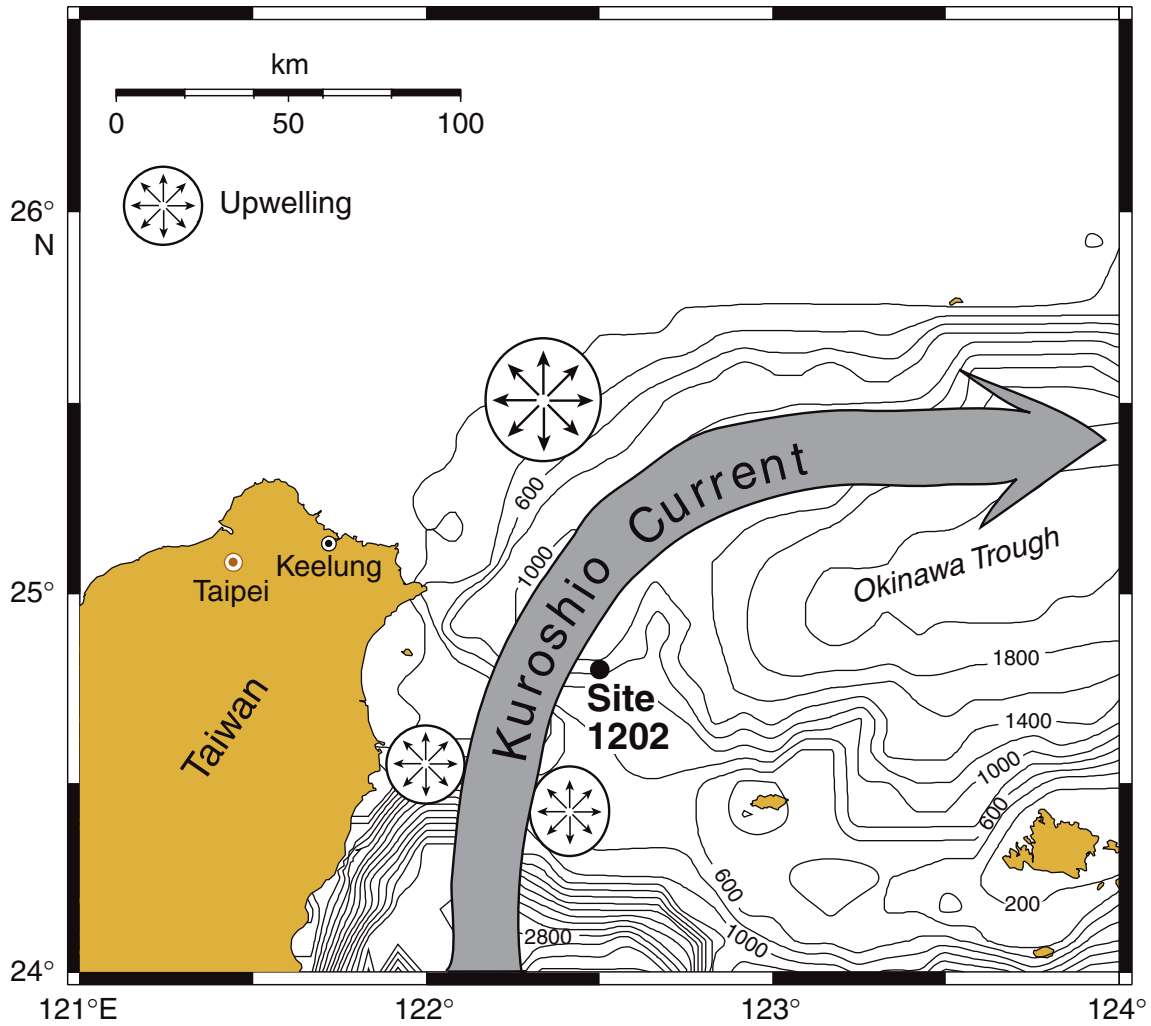 km
0 50 100
Upwelling
26°
N
600
1000
Kuroshio Current
Keelung
Taipei
25°
Okinawa Trough
1800
Site
1202
Taiwan
1400
1000
600
600
200
1000
2800
24°
121°E 122° 123° 124°